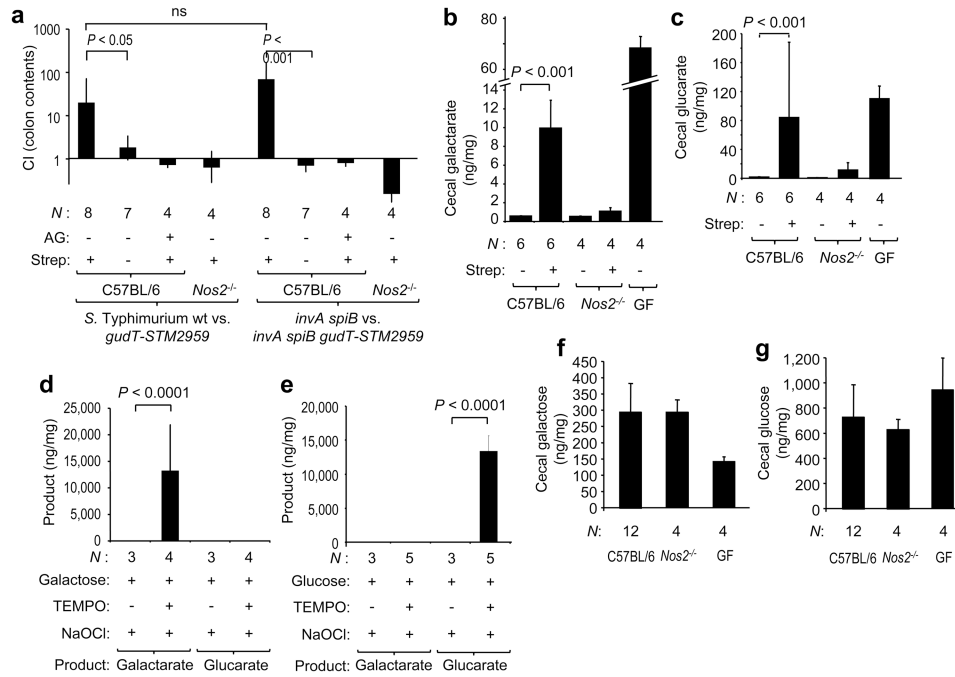 a
ns
P < 0.05
P < 0.001
CI (colon contents)
1000
100
10
1
N : 8 7 4 4 8 7 4 4
AG: - - + - - - + -
Strep: + - + + + - + +
C57BL/6 Nos2-/- C57BL/6 Nos2-/-
S. Typhimurium wt vs. gudT-STM2959
invA spiB vs. invA spiB gudT-STM2959
b
P < 0.001
Cecal galactarate (ng/mg)
80
60
14
12
10
8
6
4
2
0
N : 6 6 4 4 4
Strep: - + - +
C57BL/6 Nos2-/- GF
c
P < 0.001
Cecal glucarate (ng/mg)
200
160
120
80
40
0
N : 6 6 4 4 4
Strep: - + - +
C57BL/6 Nos2-/- GF
d
P < 0.0001
Product (ng/mg)
25,000
20,000
15,000
10,000
5,000
0
N : 3 4 3 4
Galactose: + + + +
TEMPO: - + - +
NaOCl: + + + +
Product: Galactarate Glucarate
e
P < 0.0001
Product (ng/mg)
20,000
15,000
10,000
5,000
0
N : 3 5 3 5
Glucose: + + + +
TEMPO: - + - +
NaOCl: + + + +
Product: Galactarate Glucarate
f
Cecal galactose (ng/mg)
450
400
350
300
250
200
150
100
50
0
N: 12 4 4
C57BL/6 Nos2-/- GF
g
Cecal glucose (ng/mg)
1,200
1,000
800
600
400
200
0
N: 12 4 4
C57BL/6 Nos2-/- GF